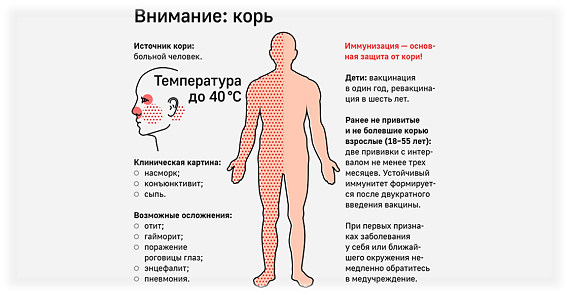 Внимание: корь
Источник кори:
больной человек.
Температура
до 40 °C
Клиническая картина:
насморк;
конъюнктивит;
сыпь.
Возможные осложнения:
отит;
гайморит;
поражение
роговицы глаз;
энцефалит;
пневмония.
Иммунизация — основ-
ная защита от кори!
Дети: вакцинация
в один год, ревакцина-
ция в шесть лет.
Ранее не привитые
и не болевшие корью
взрослые (18–55 лет):
две прививки с интер-
валом не менее трех
месяцев. Устойчивый
иммунитет формирует-
ся после двукратного
введения вакцины.
При первых призна-
ках заболевания
у себя или ближай-
шего окружения не-
медленно обратитесь
в медучреждение.